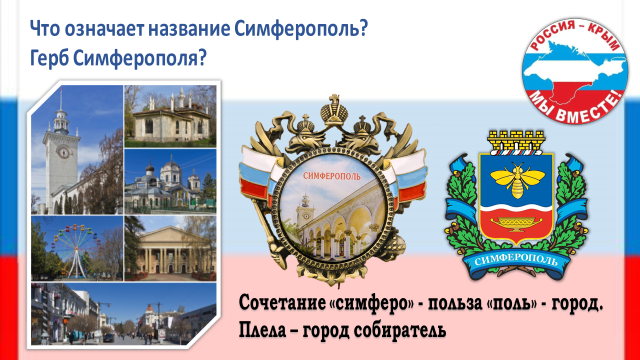 Что означает название Симферополь?
Герб Симферополя?
РОССИЯ – КРЫМ
МЫ ВМЕСТЕ!
СИМФЕРОПОЛЬ
СИМФЕРОПОЛЬ
Сочетание «симферо» - польза «поль» - город.
Плела – город собиратель